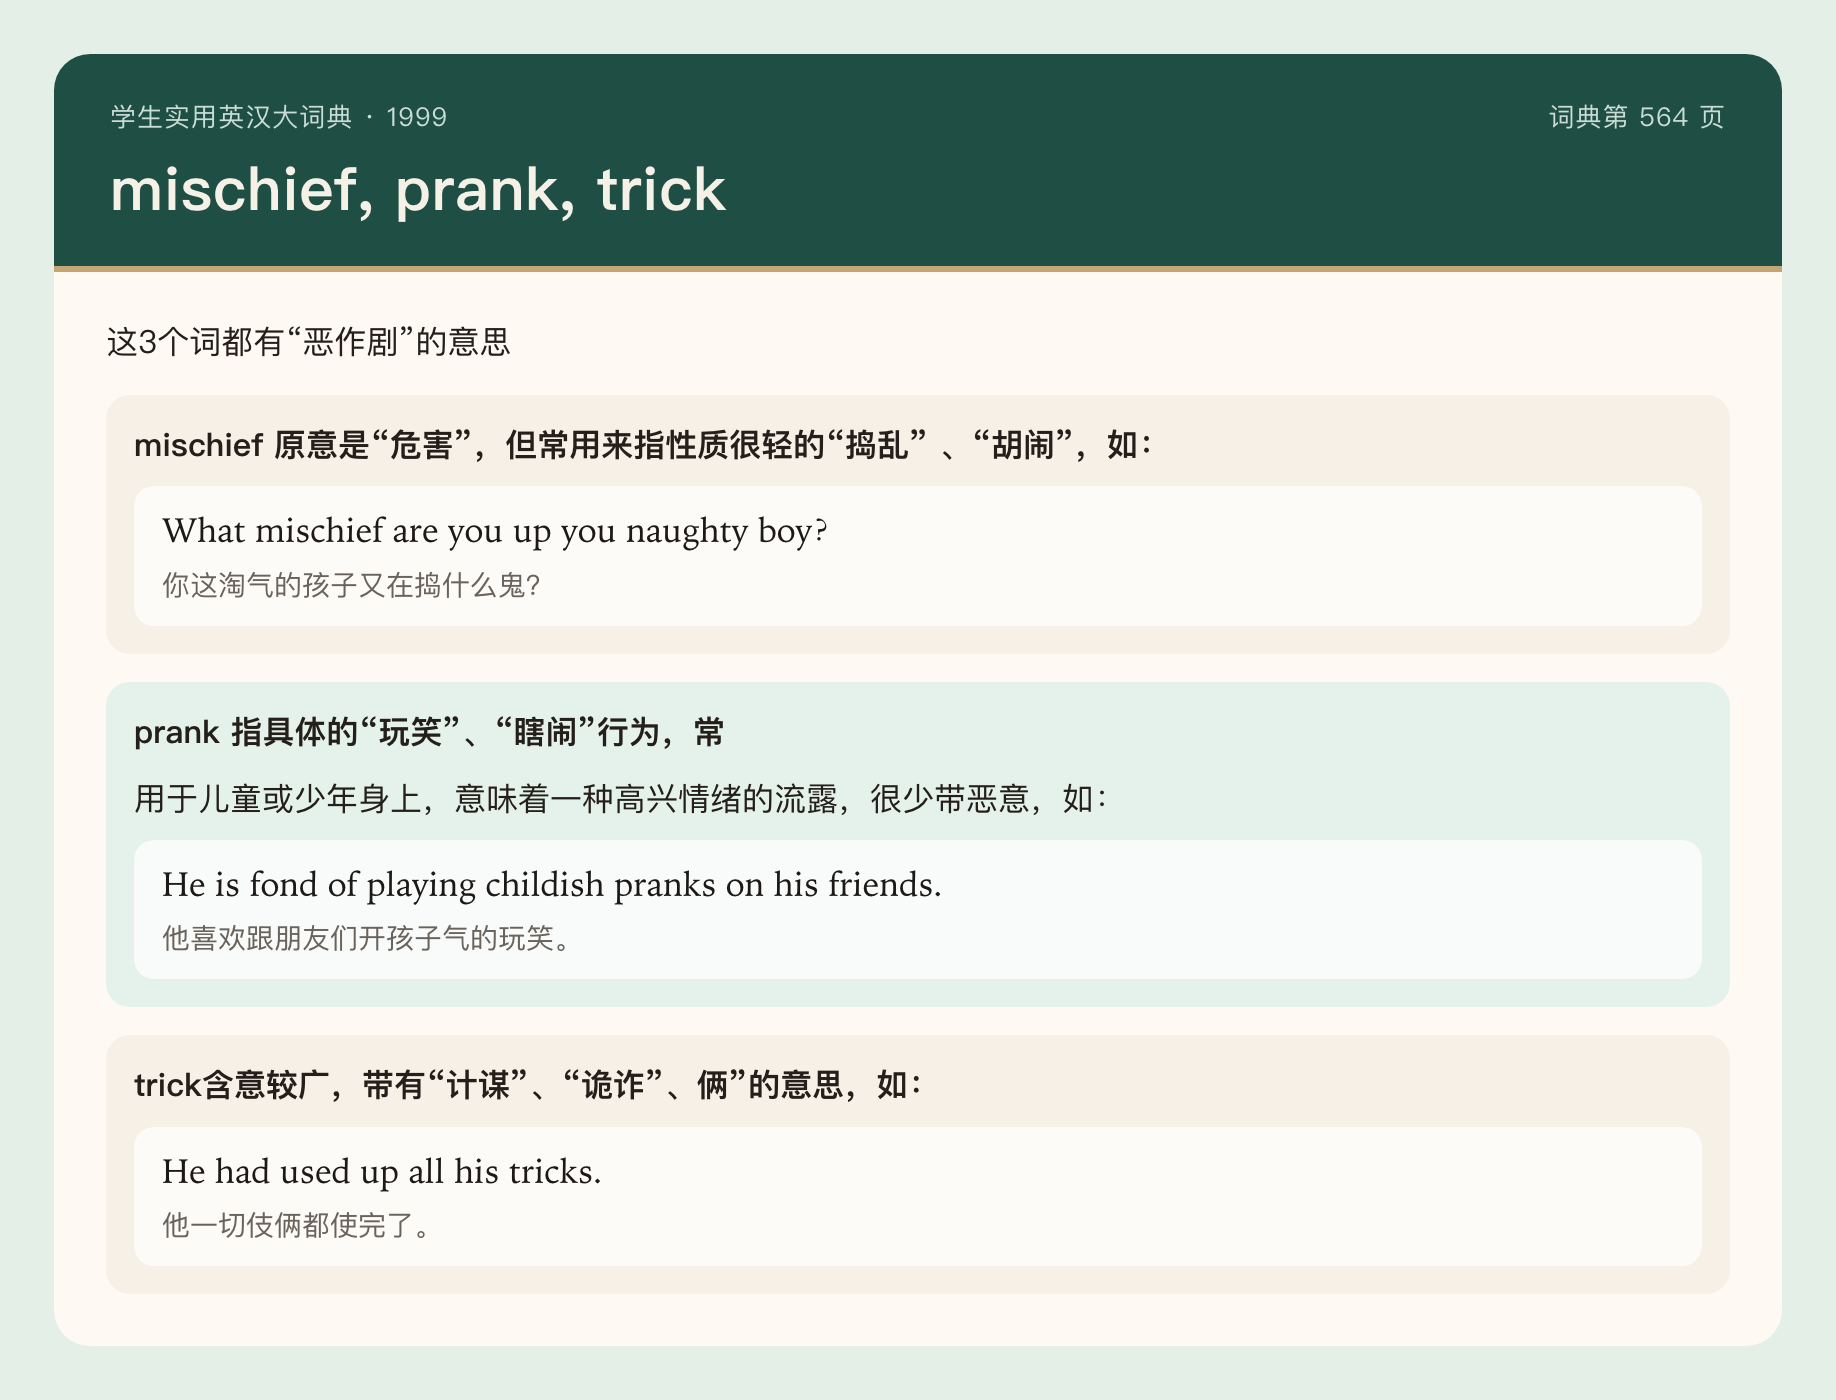 学生实用英汉大词典 · 1999
词典第 564 页
mischief, prank, trick
这3个词都有“恶作剧”的意思
mischief 原意是“危害”，但常用来指性质很轻的“捣乱” 、“胡闹”，如：
What mischief are you up you naughty boy?
你这淘气的孩子又在捣什么鬼？
prank 指具体的“玩笑”、“瞎闹”行为，常
用于儿童或少年身上，意味着一种高兴情绪的流露，很少带恶意，如：
He is fond of playing childish pranks on his friends.
他喜欢跟朋友们开孩子气的玩笑。
trick含意较广，带有“计谋”、“诡诈”、俩”的意思，如：
He had used up all his tricks.
他一切伎俩都使完了。